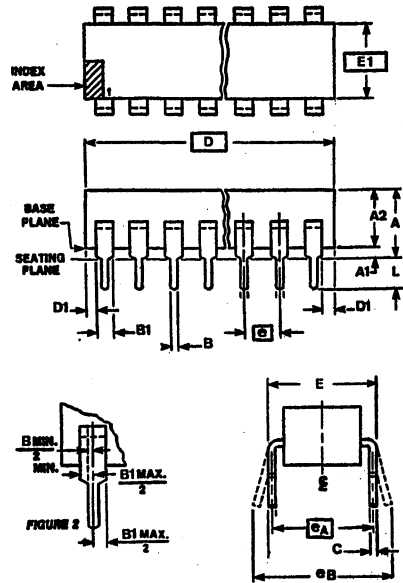 E1
INDEX
AREA
D
BASE
PLANE
A2
A
SEATING
PLANE
A1
L
D1
B1
B
e
D1
E
B MIN.
2
MIN.
B1 MAX.
2
FIGURE 2
B1 MAX.
2
eA
C
eB